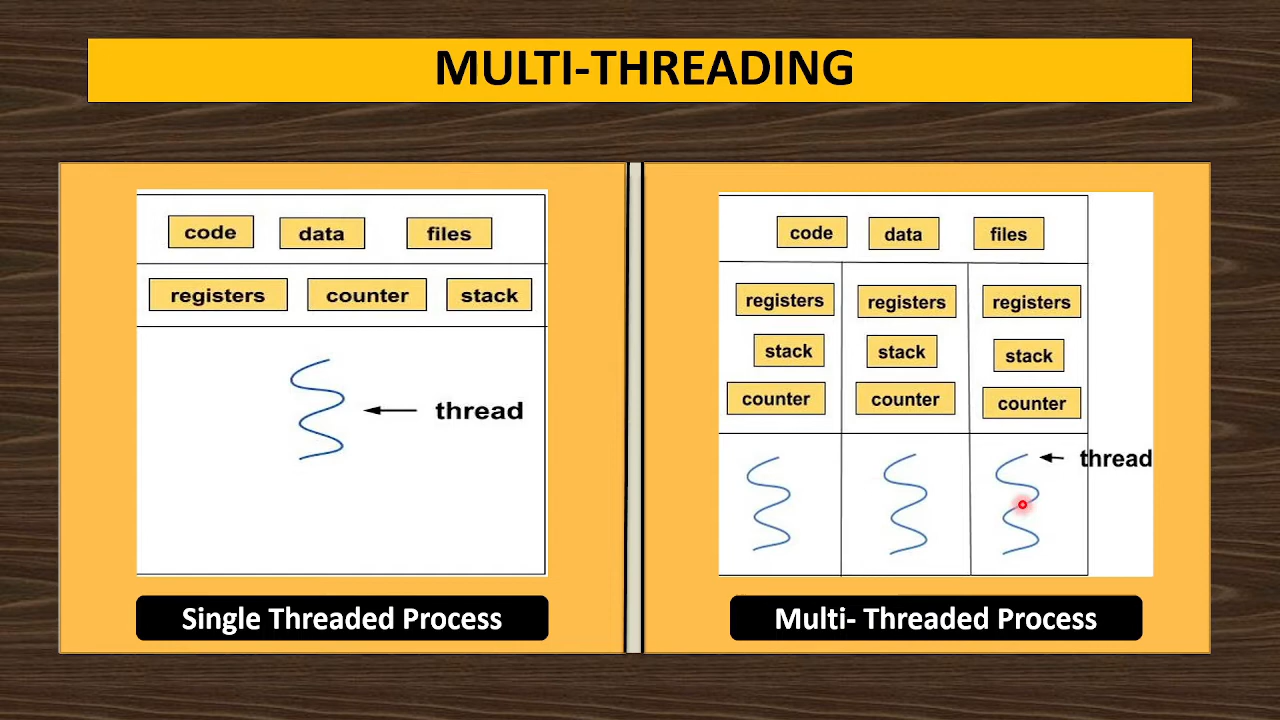 MULTI-THREADING
code data files
registers counter stack
thread
Single Threaded Process
code data files
registers registers registers
stack stack stack
counter counter counter
thread
Multi- Threaded Process